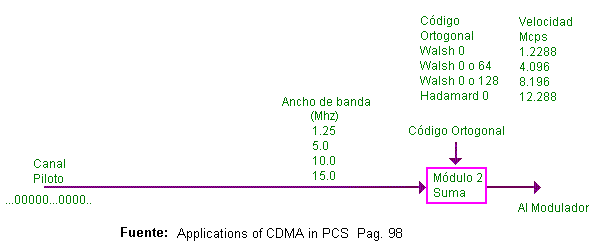 Código Velocidad
Ortogonal Mcps
Walsh 0 1.2288
Walsh 0 o 64 4.096
Walsh 0 o 128 8.196
Hadamard 0 12.288
Ancho de banda
(Mhz)
1.25
5.0
10.0
15.0
Código Ortogonal
Canal
Piloto
...00000...0000..
Módulo 2
Suma
Al Modulador
Fuente: Applications of CDMA in PCS Pag. 98